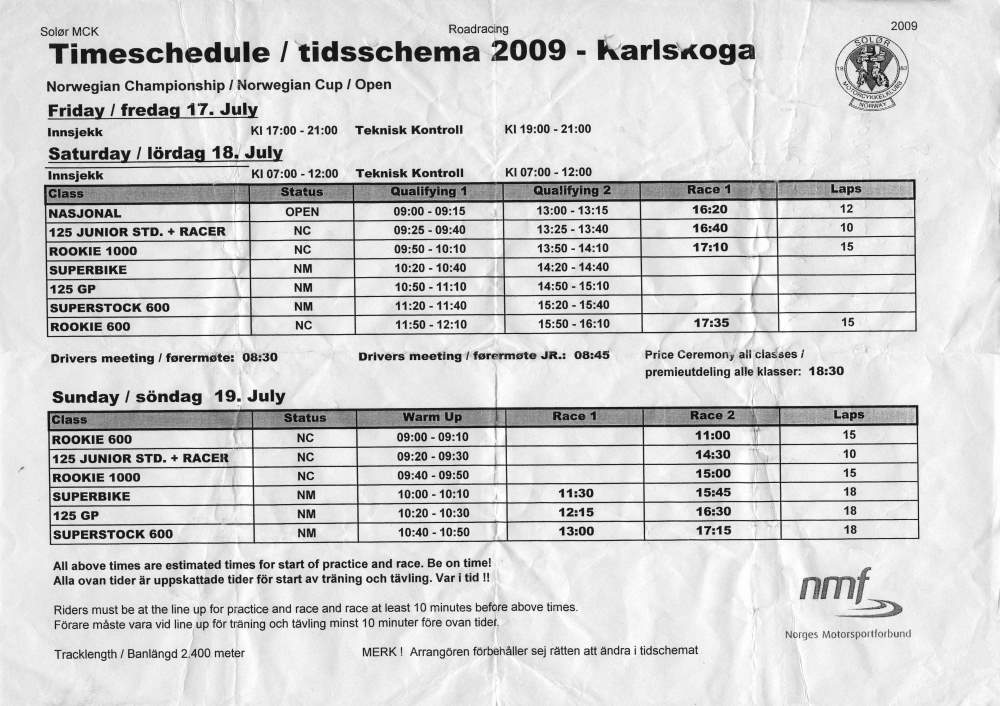 Solør MCK Roadracing 2009
Timeschedule / tidsschema 2009 - Karlskoga
SOLØR
MOTORCYKKELKLUBB
NORWAY
Norwegian Championship / Norwegian Cup / Open
Friday / fredag 17. July
Innsjekk Kl 17:00 - 21:00 Teknisk Kontroll Kl 19:00 - 21:00
Saturday / lördag 18. July
Innsjekk Kl 07:00 - 12:00 Teknisk Kontroll Kl 07:00 - 12:00
Class Status Qualifying 1 Qualifying 2 Race 1 Laps
NASJONAL OPEN 09:00 - 09:15 13:00 - 13:15 16:20 12
125 JUNIOR STD. + RACER NC 09:25 - 09:40 13:25 - 13:40 16:40 10
ROOKIE 1000 NC 09:50 - 10:10 13:50 - 14:10 17:10 15
SUPERBIKE NM 10:20 - 10:40 14:20 - 14:40
125 GP NM 10:50 - 11:10 14:50 - 15:10
SUPERSTOCK 600 NM 11:20 - 11:40 15:20 - 15:40
ROOKIE 600 NC 11:50 - 12:10 15:50 - 16:10 17:35 15
Drivers meeting / førermøte: 08:30 Drivers meeting / førermøte JR.: 08:45 Price Ceremony all classes /
premieutdeling alle klasser: 18:30
Sunday / söndag 19. July
Class Status Warm Up Race 1 Race 2 Laps
ROOKIE 600 NC 09:00 - 09:10 11:00 15
125 JUNIOR STD. + RACER NC 09:20 - 09:30 14:30 10
ROOKIE 1000 NC 09:40 - 09:50 15:00 15
SUPERBIKE NM 10:00 - 10:10 11:30 15:45 18
125 GP NM 10:20 - 10:30 12:15 16:30 18
SUPERSTOCK 600 NM 10:40 - 10:50 13:00 17:15 18
All above times are estimated times for start of practice and race. Be on time!
Alla ovan tider är uppskattade tider för start av träning och tävling. Var i tid !!
Riders must be at the line up for practice and race and race at least 10 minutes before above times.
Förare måste vara vid line up för träning och tävling minst 10 minuter före ovan tider.
Tracklength / Banlängd 2.400 meter MERK ! Arrangören förbehåller sej rätten att ändra i tidschemat
nmf
Norges Motorsportforbund